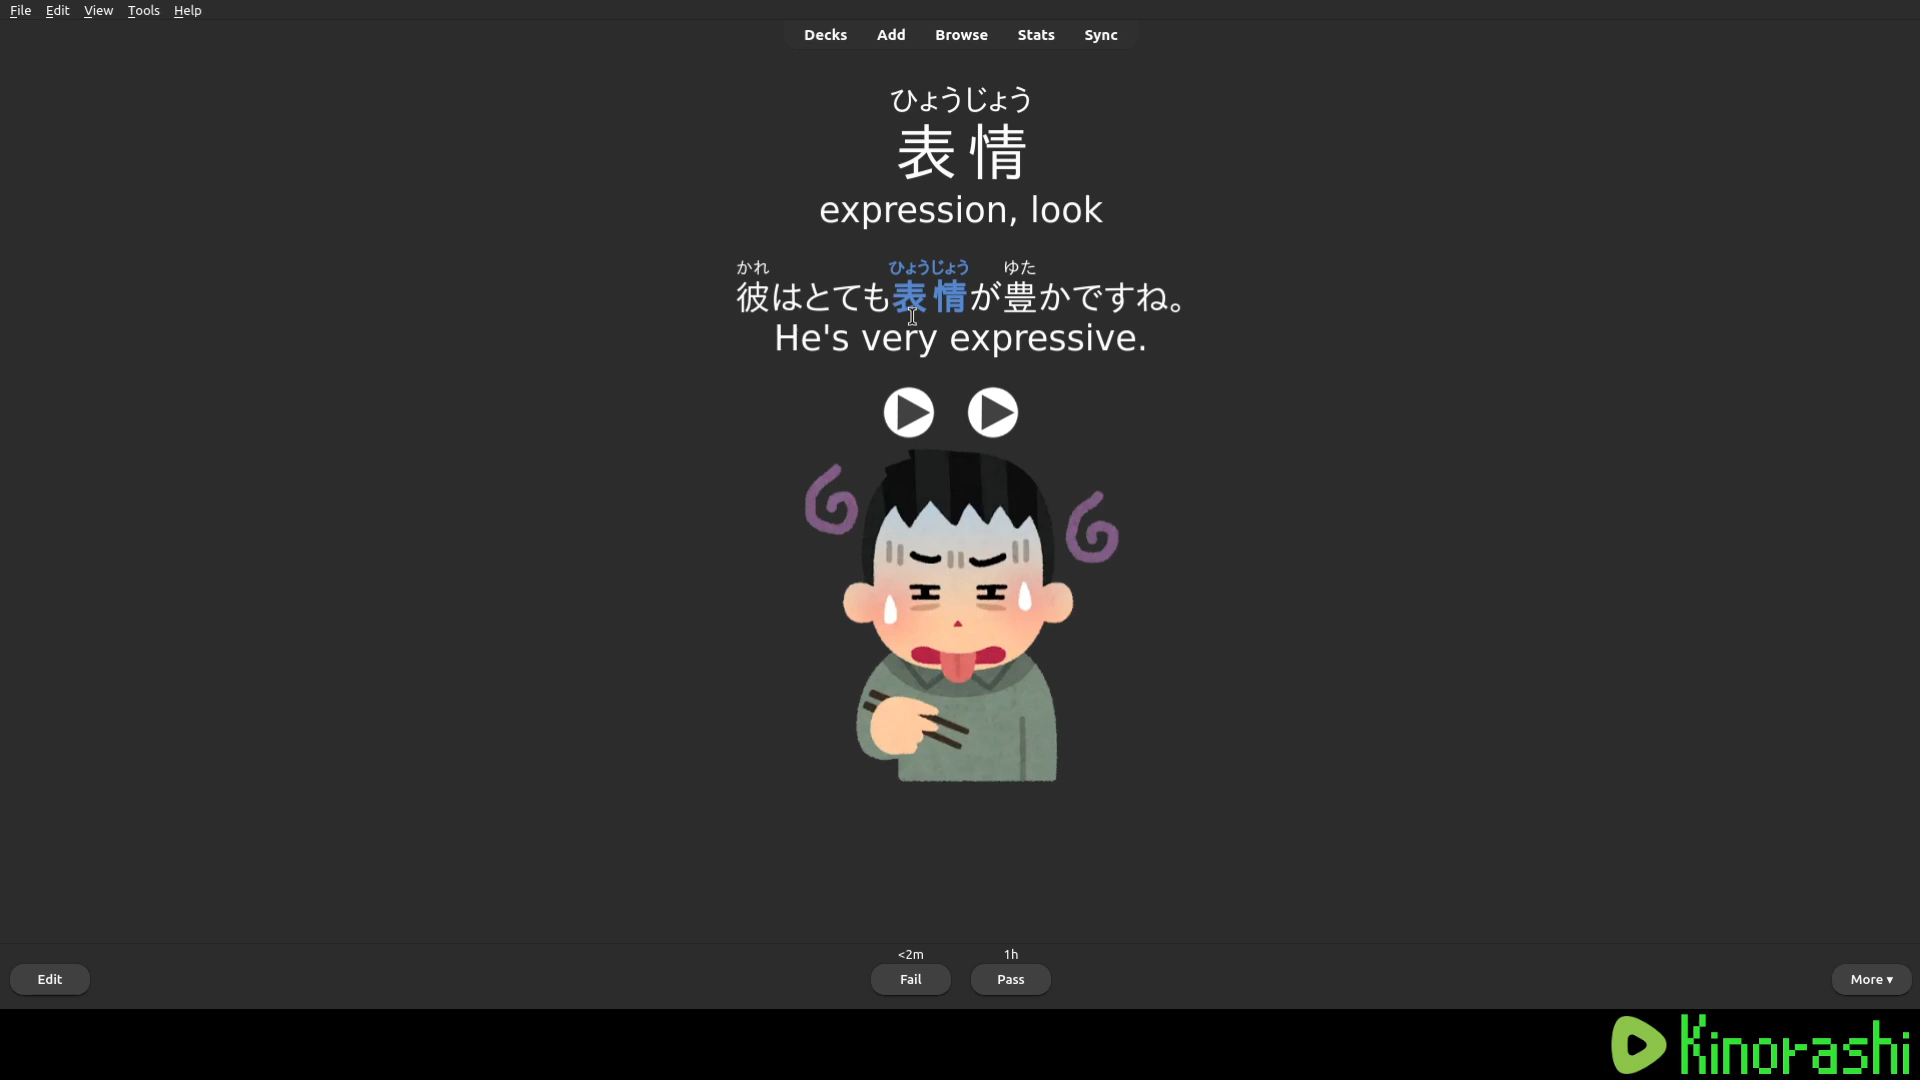 File Edit View Tools Help
Decks Add Browse Stats Sync
ひょうじょう
表情
expression, look
かれ ひょうじょう ゆた
彼はとても表情が豊かですね。
He's very expressive.
<2m 1h
Edit Fail Pass More ▾
Kinorashi